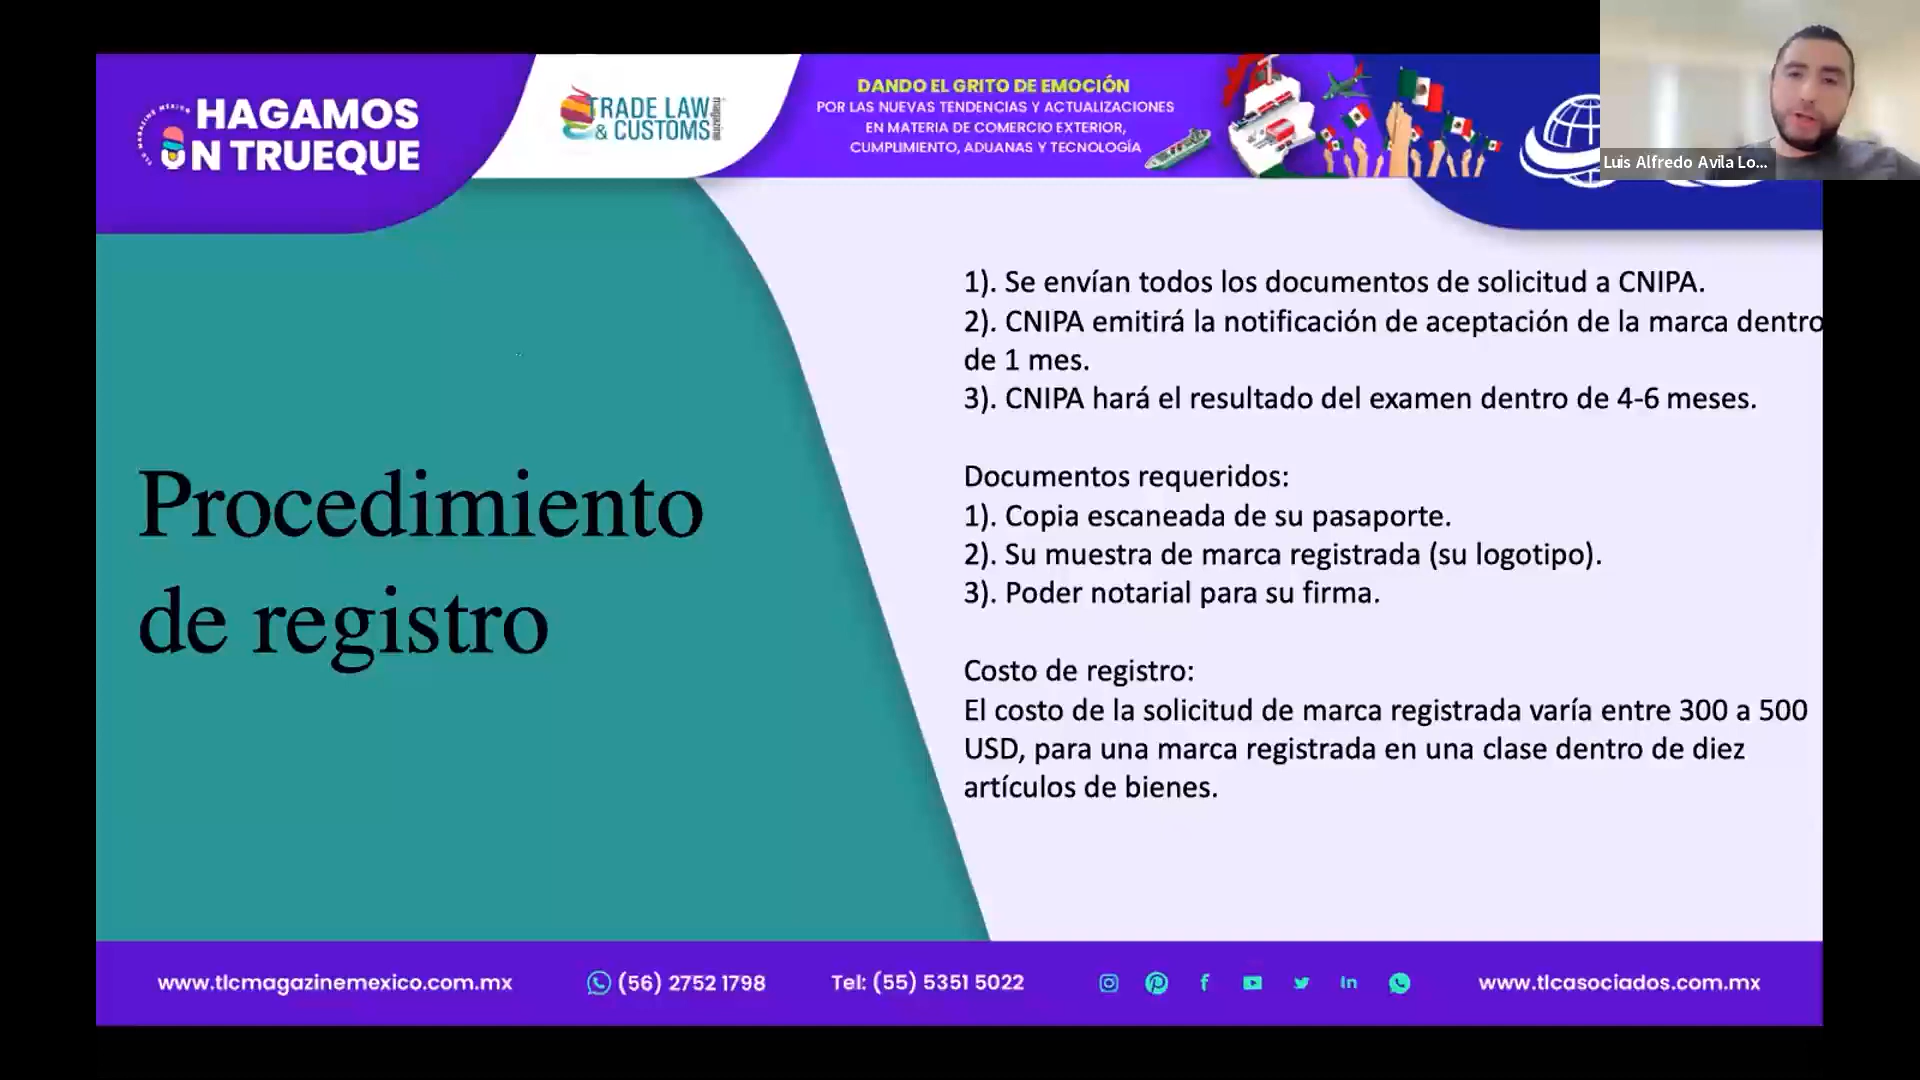 TLC MAGAZINE MÉXICO
HAGAMOS
UN TRUEQUE
TRADE LAW
& CUSTOMS
magazine
DANDO EL GRITO DE EMOCIÓN
POR LAS NUEVAS TENDENCIAS Y ACTUALIZACIONES
EN MATERIA DE COMERCIO EXTERIOR,
CUMPLIMIENTO, ADUANAS Y TECNOLOGÍA
Luis Alfredo Avila Lo...
Procedimiento
de registro
1). Se envían todos los documentos de solicitud a CNIPA.
2). CNIPA emitirá la notificación de aceptación de la marca dentro
de 1 mes.
3). CNIPA hará el resultado del examen dentro de 4-6 meses.
Documentos requeridos:
1). Copia escaneada de su pasaporte.
2). Su muestra de marca registrada (su logotipo).
3). Poder notarial para su firma.
Costo de registro:
El costo de la solicitud de marca registrada varía entre 300 a 500
USD, para una marca registrada en una clase dentro de diez
artículos de bienes.
www.tlcmagazinemexico.com.mx
(56) 2752 1798
Tel: (55) 5351 5022
www.tlcasociados.com.mx